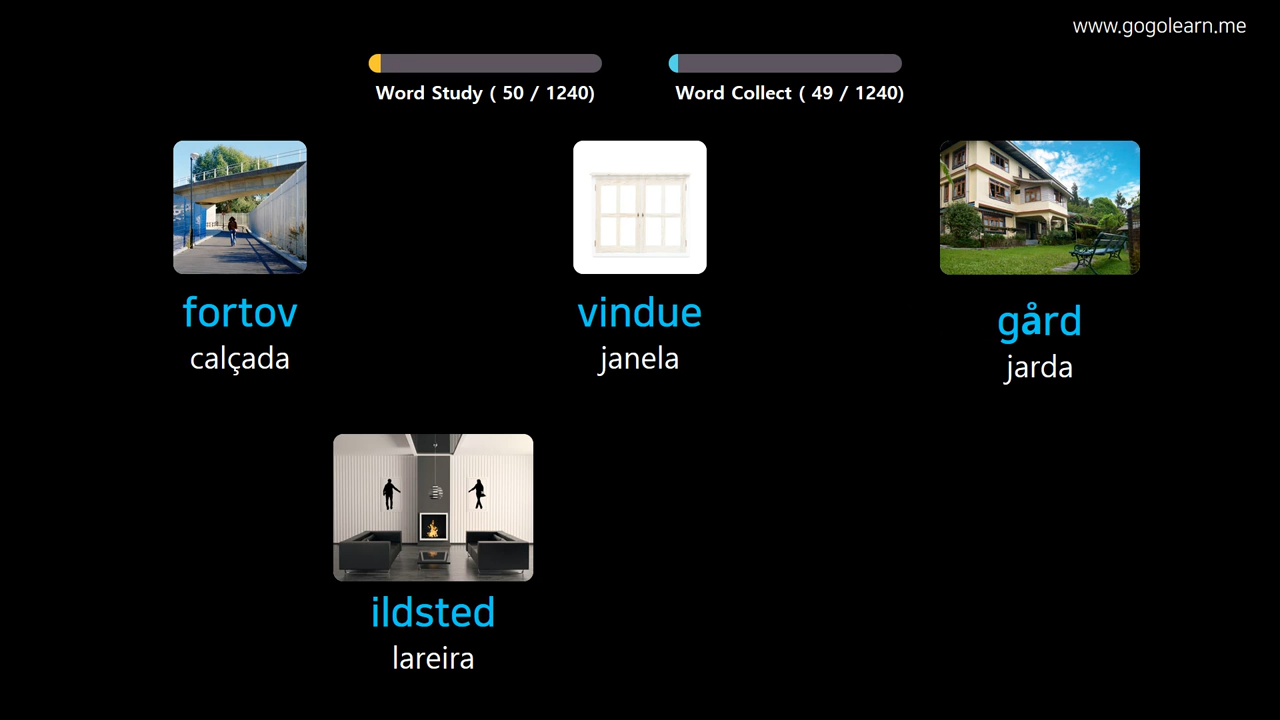 www.gogolearn.me
Word Study ( 50 / 1240)
Word Collect ( 49 / 1240)
fortov
calçada
vindue
janela
gård
jarda
ildsted
lareira